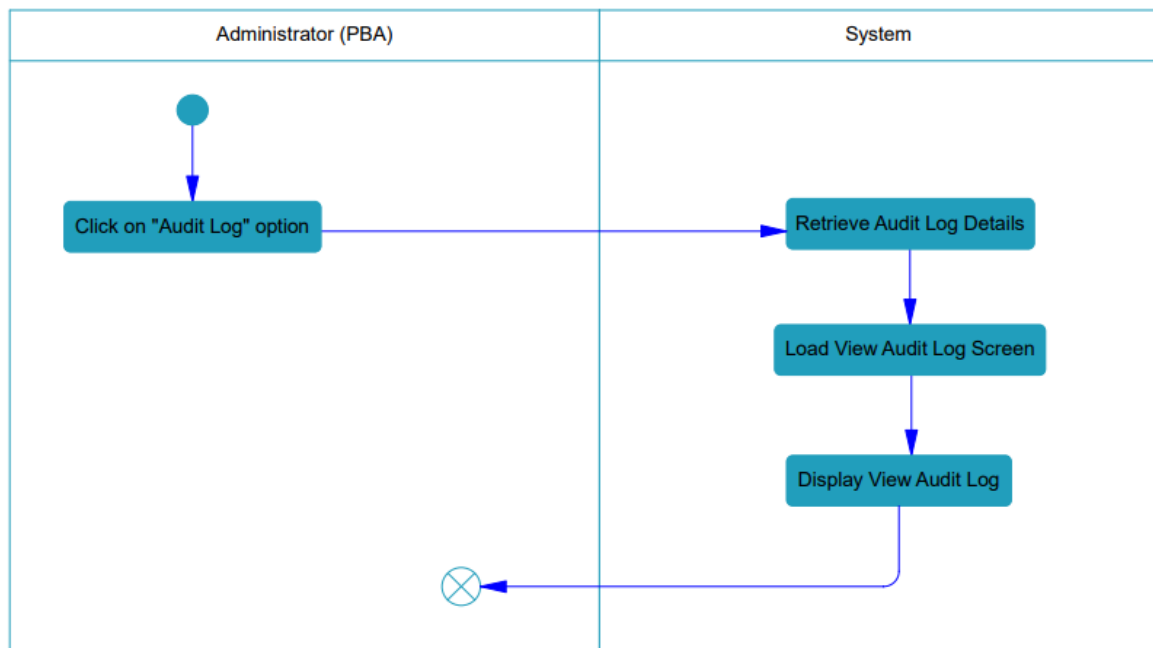 Administrator (PBA)
System
Click on "Audit Log" option
Retrieve Audit Log Details
Load View Audit Log Screen
Display View Audit Log